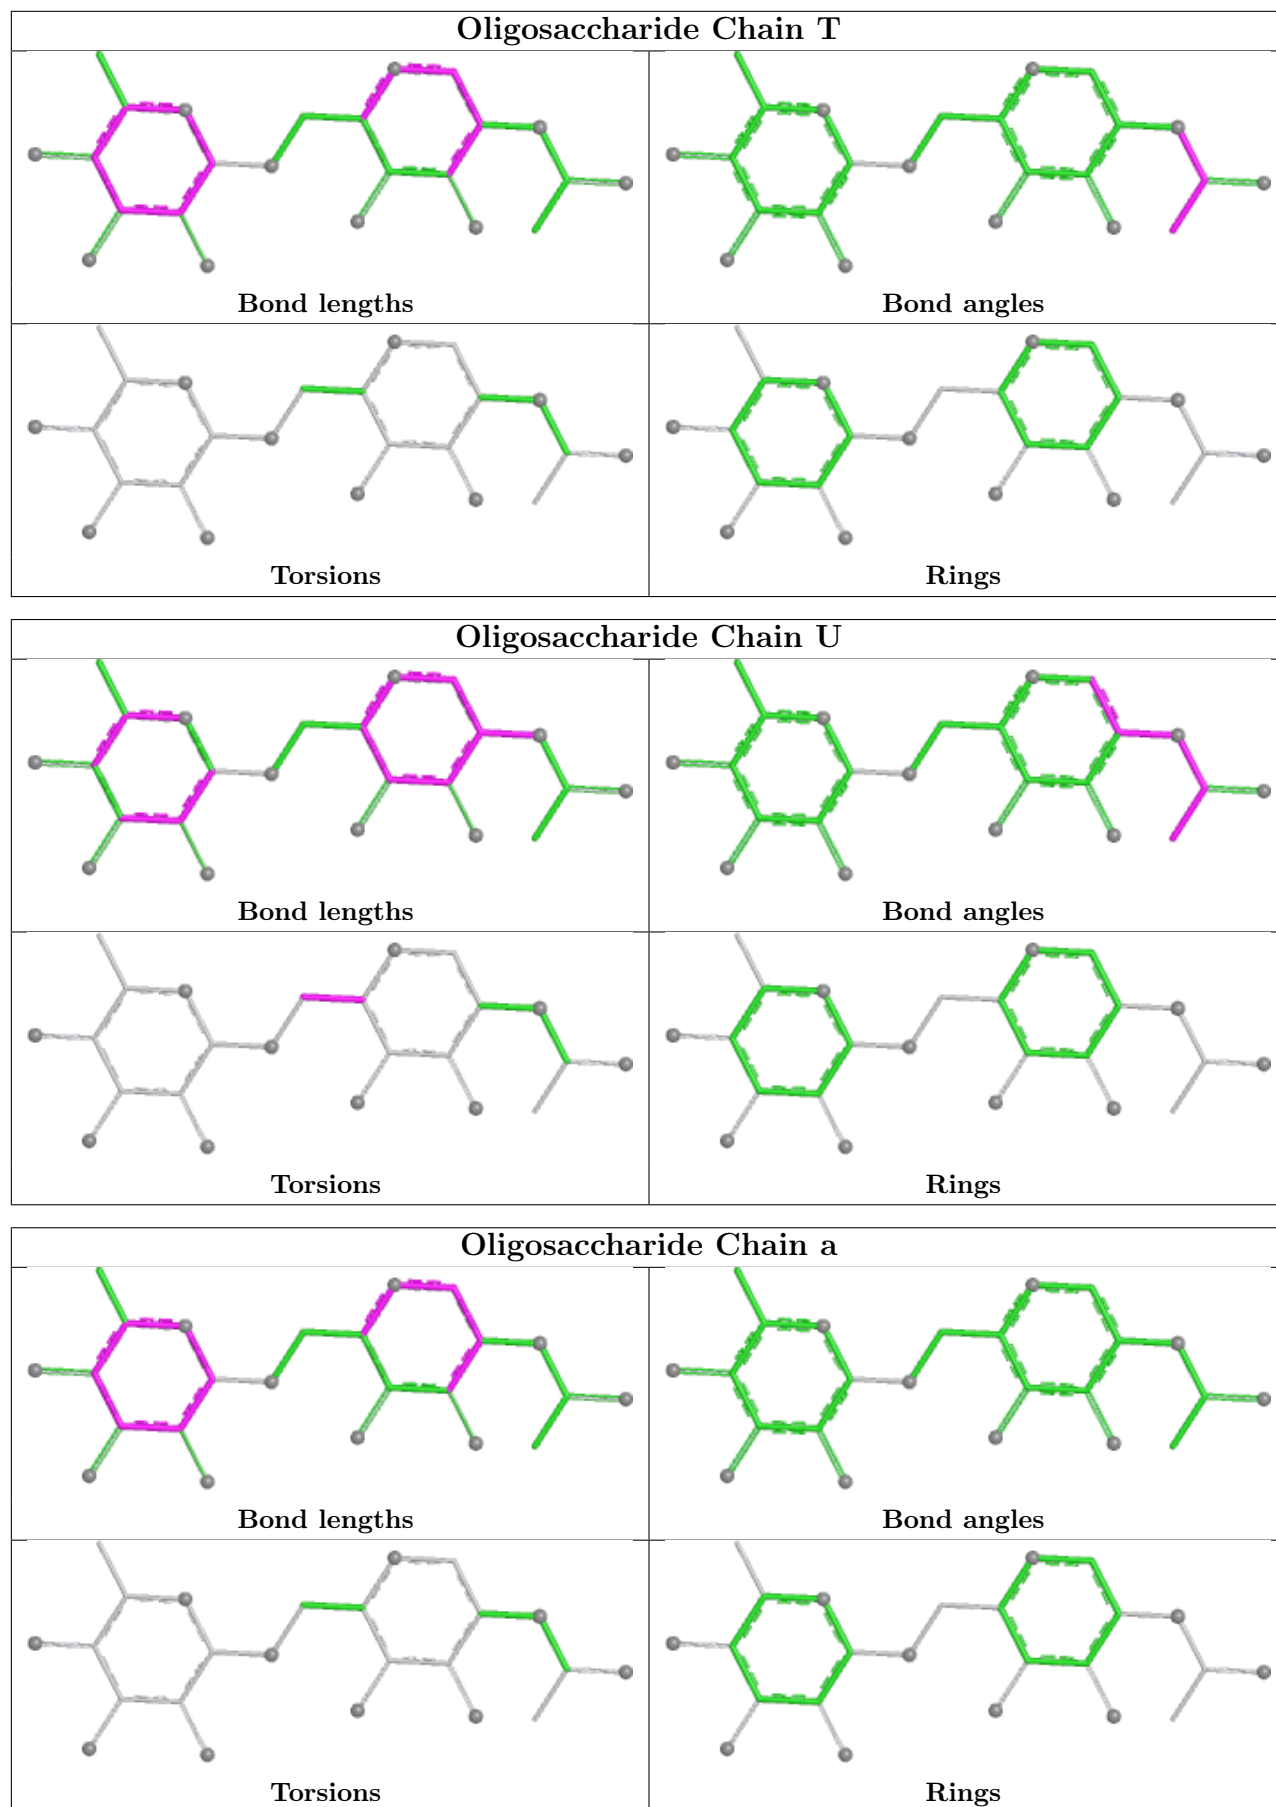 Oligosaccharide Chain T
Bond lengths
Bond angles
Torsions
Rings
Oligosaccharide Chain U
Bond lengths
Bond angles
Torsions
Rings
Oligosaccharide Chain a
Bond lengths
Bond angles
Torsions
Rings